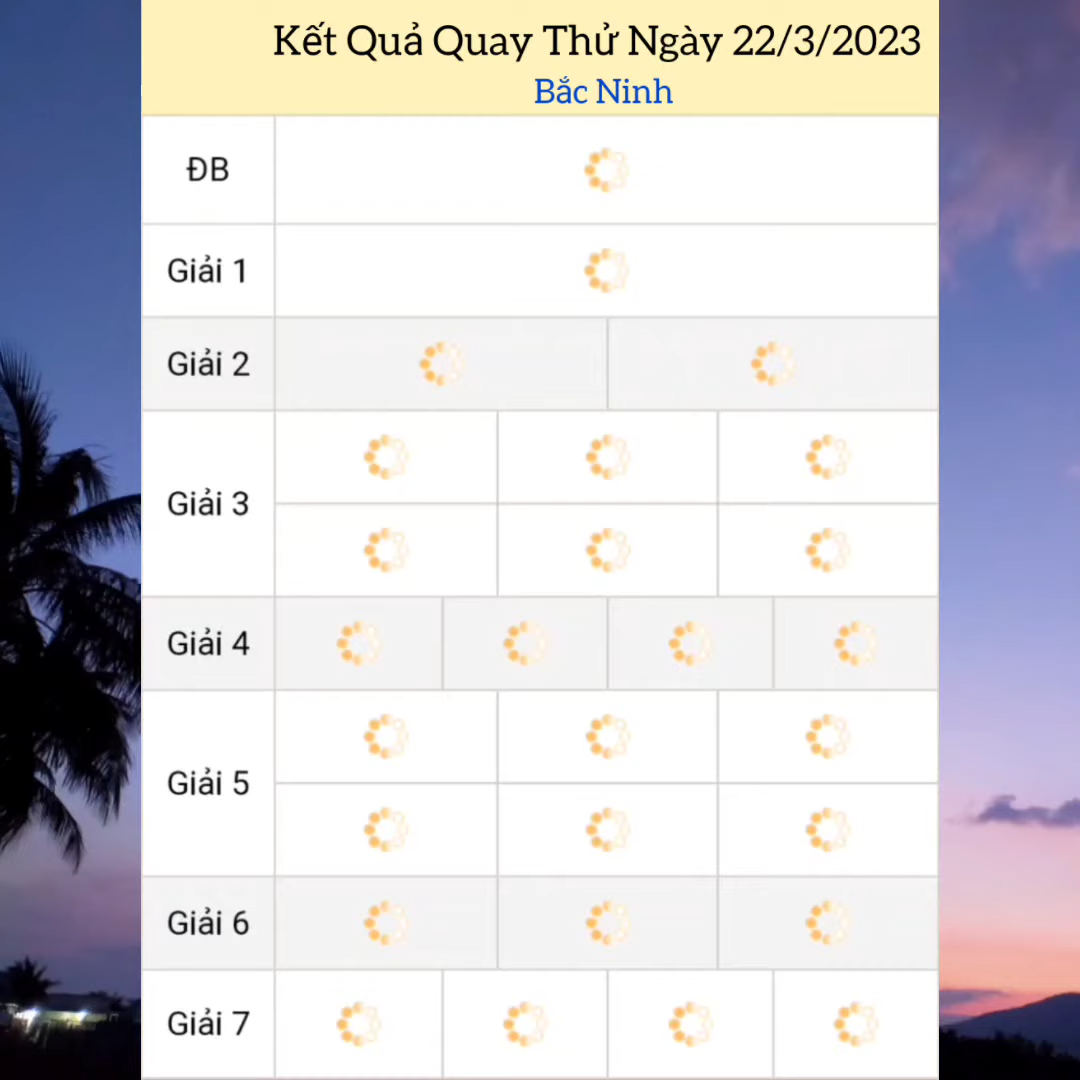 Kết Quả Quay Thử Ngày 22/3/2023
Bắc Ninh
ĐB
Giải 1
Giải 2
Giải 3
Giải 4
Giải 5
Giải 6
Giải 7